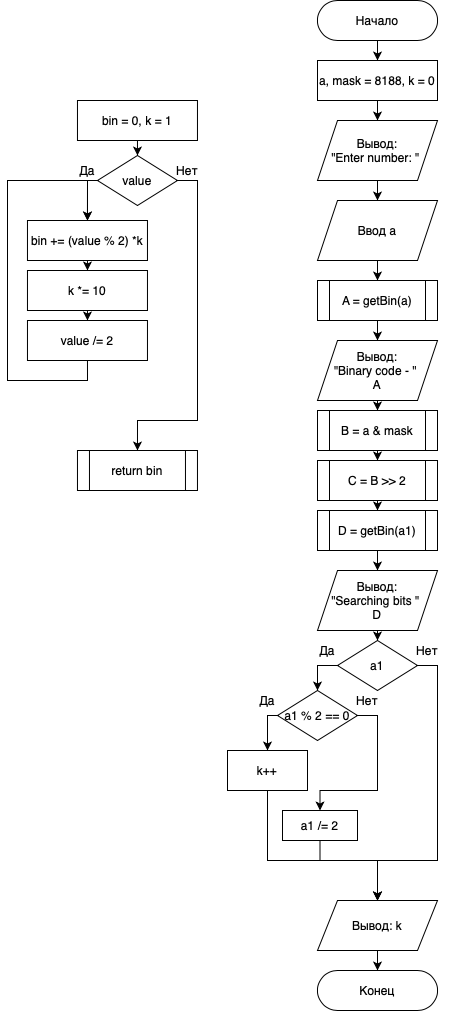 bin = 0, k = 1
Да
value
Нет
bin += (value % 2) *k
k *= 10
value /= 2
return bin
Начало
a, mask = 8188, k = 0
Вывод:
"Enter number: "
Ввод a
A = getBin(a)
Вывод:
"Binary code - "
A
B = a & mask
C = B >> 2
D = getBin(a1)
Вывод:
"Searching bits "
D
Да
a1
Нет
Да
a1 % 2 == 0
Нет
k++
a1 /= 2
Вывод: k
Конец